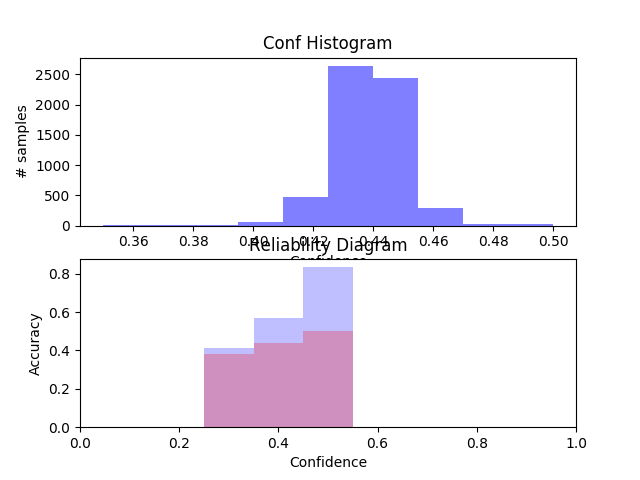 Conf Histogram
# samples
2500
2000
1500
1000
500
0
0.36 0.38 0.40 0.42 0.44 0.46 0.48 0.50
Confidence
Reliability Diagram
Accuracy
0.8
0.6
0.4
0.2
0.0
0.0 0.2 0.4 0.6 0.8 1.0
Confidence